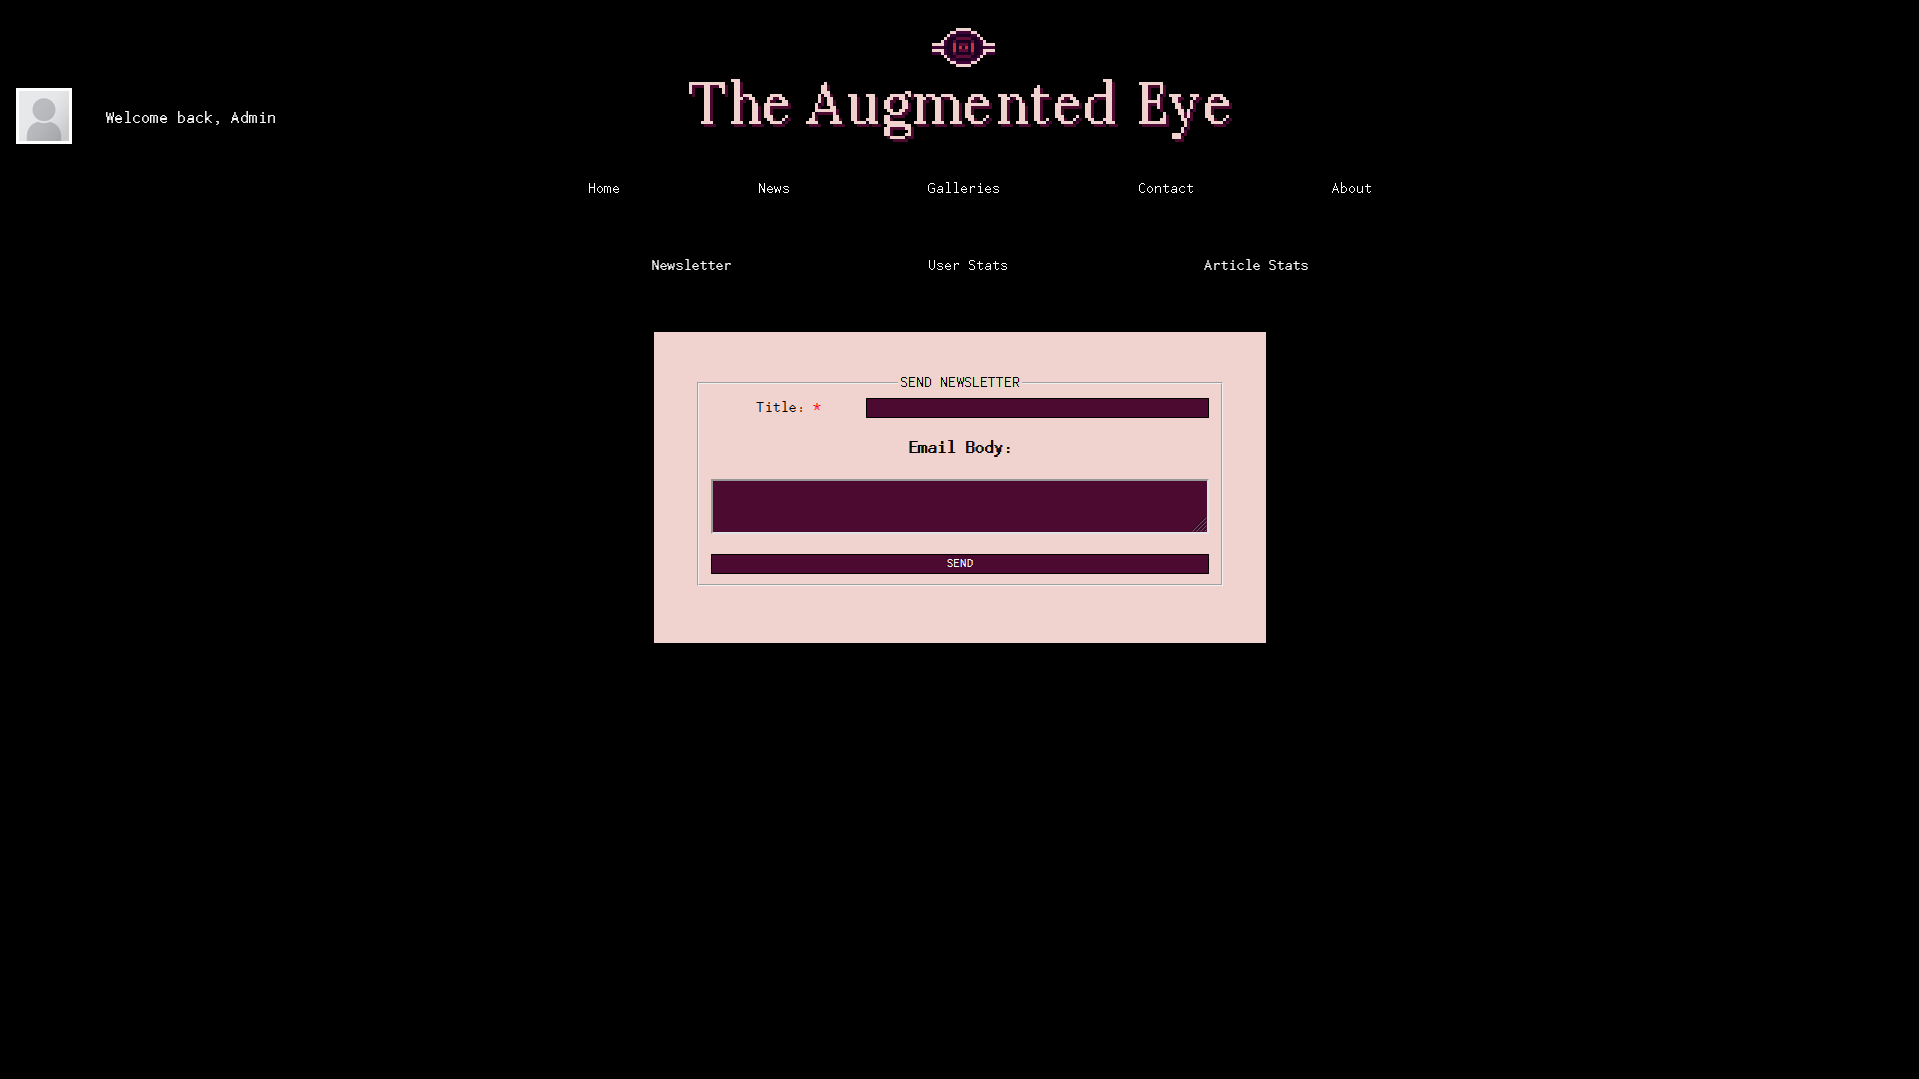 The Augmented Eye
Welcome back, Admin
Home News Galleries Contact About
Newsletter User Stats Article Stats
SEND NEWSLETTER
Title: *
Email Body:
SEND